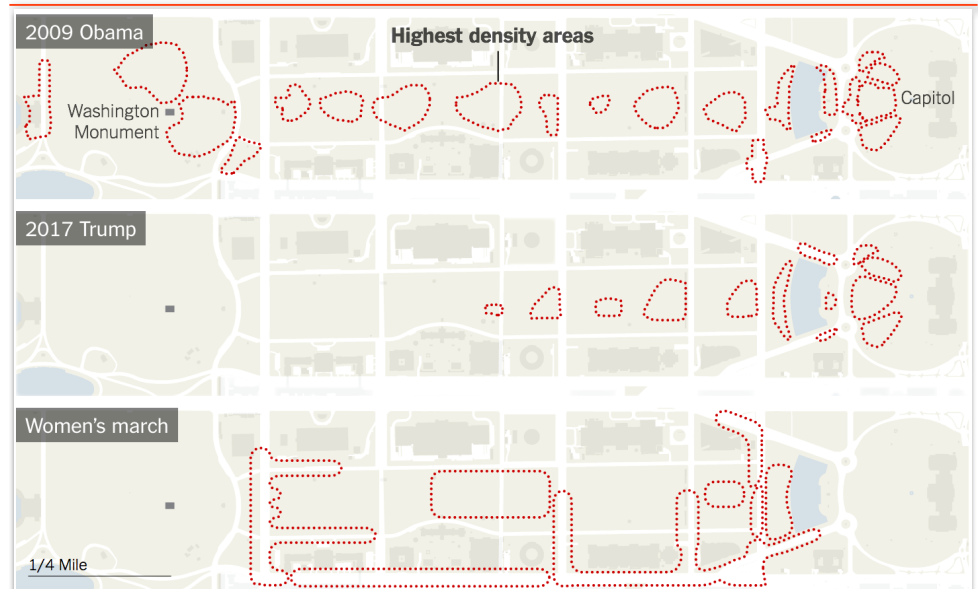 2009 Obama
Highest density areas
Washington
Monument
Capitol
2017 Trump
Women’s march
1/4 Mile